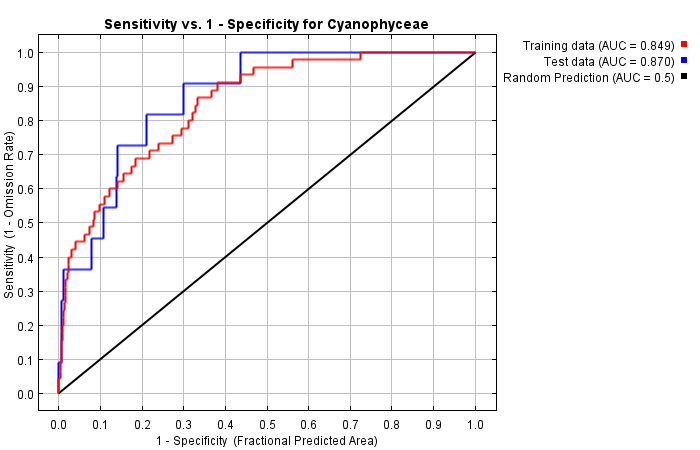 Sensitivity vs. 1 - Specificity for Cyanophyceae
Training data (AUC = 0.849)
Test data (AUC = 0.870)
Random Prediction (AUC = 0.5)
Sensitivity (1 - Omission Rate)
1.0
0.9
0.8
0.7
0.6
0.5
0.4
0.3
0.2
0.1
0.0
0.0 0.1 0.2 0.3 0.4 0.5 0.6 0.7 0.8 0.9 1.0
1 - Specificity (Fractional Predicted Area)